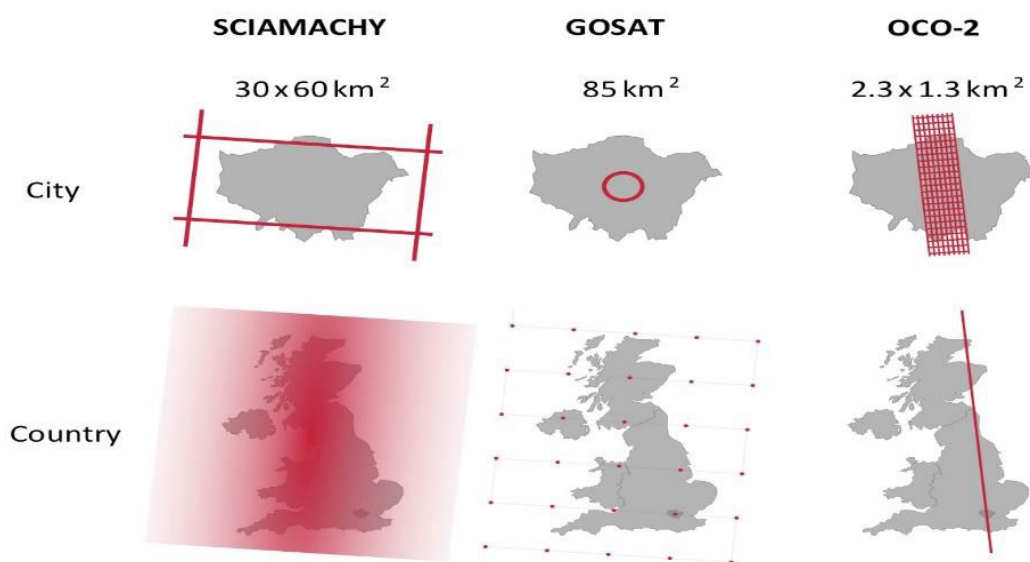 SCIAMACHY GOSAT OCO-2
30 x 60 km² 85 km² 2.3 x 1.3 km²
City
Country